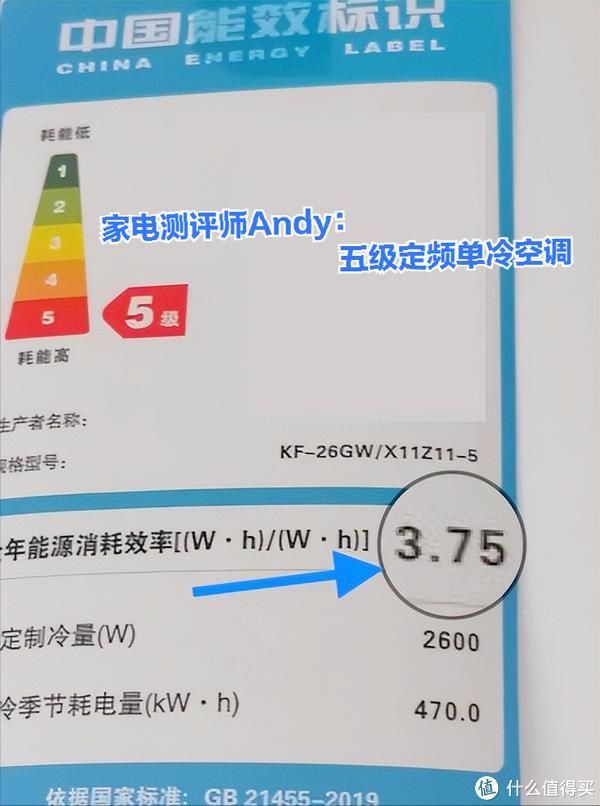 中国能效标识
CHINA ENERGY LABEL
耗能低
1
2
家电测评师Andy：
3
五级定频单冷空调
4
5
5级
耗能高
生产者名称：
规格型号：
KF-26GW/X11Z11-5
年能源消耗效率[(W·h)/(W·h)] 3.75
定制冷量(W) 2600
冷季节耗电量(kW·h) 470.0
依据国家标准：GB 21455-2019
值 什么值得买